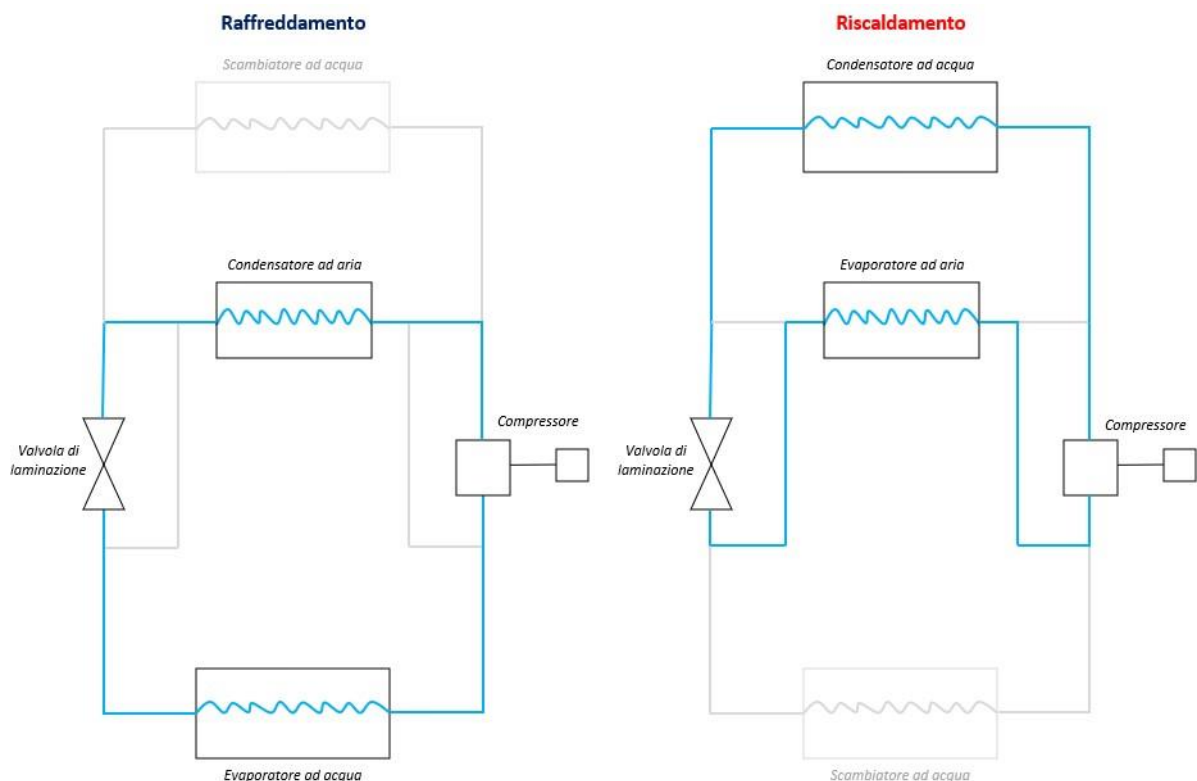 Raffreddamento
Scambiatore ad acqua
Condensatore ad aria
Compressore
Valvola di
laminazione
Evaporatore ad acqua
Riscaldamento
Condensatore ad acqua
Evaporatore ad aria
Compressore
Valvola di
laminazione
Scambiatore ad acqua